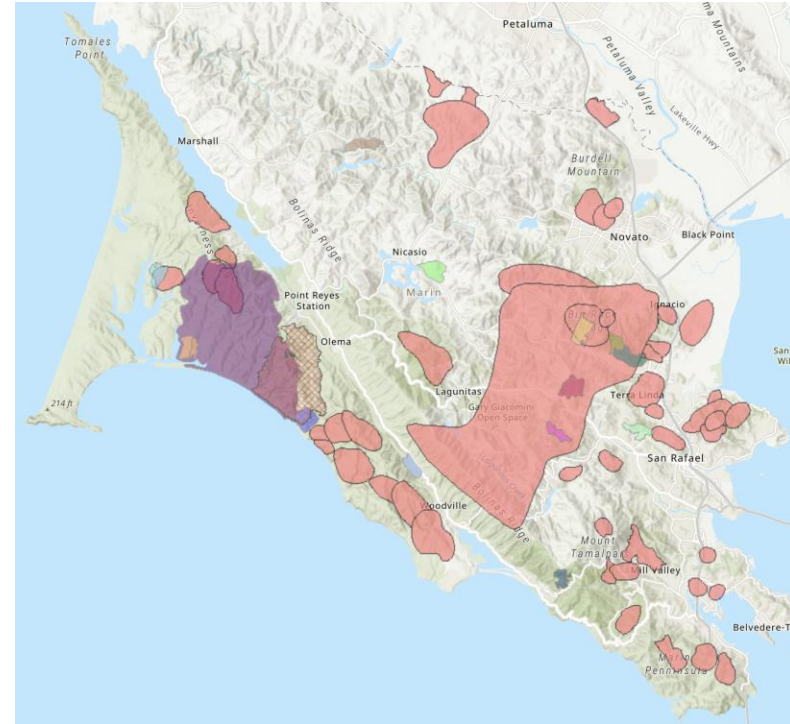 Petaluma
Tomales
Point
Mountains
Petaluma Valley
Lakeville Hwy
Marshall
Burdell
Mountain
Bolinas Ridge
Novato
Black Point
Nicasio
Marin
Point Reyes
Station
Ignacio
Olema
San
214 ft
Lagunitas
Terra Linda
Gary Giacomini
Open Space
San Rafael
Woodville
Bolinas Ridge
Mount
Tamalpais
Mill Valley
Belvedere-T
Marin
Peninsula